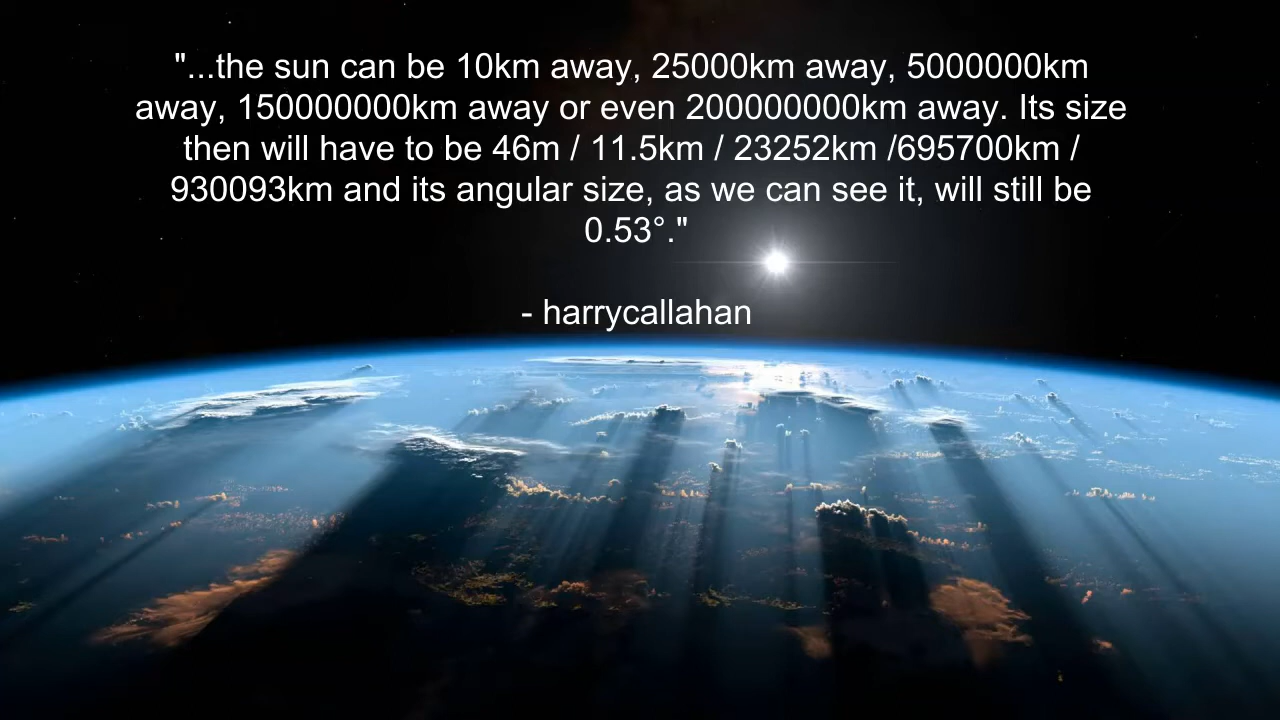 "...the sun can be 10km away, 25000km away, 5000000km
away, 150000000km away or even 200000000km away. Its size
then will have to be 46m / 11.5km / 23252km /695700km /
930093km and its angular size, as we can see it, will still be
0.53°."
- harrycallahan